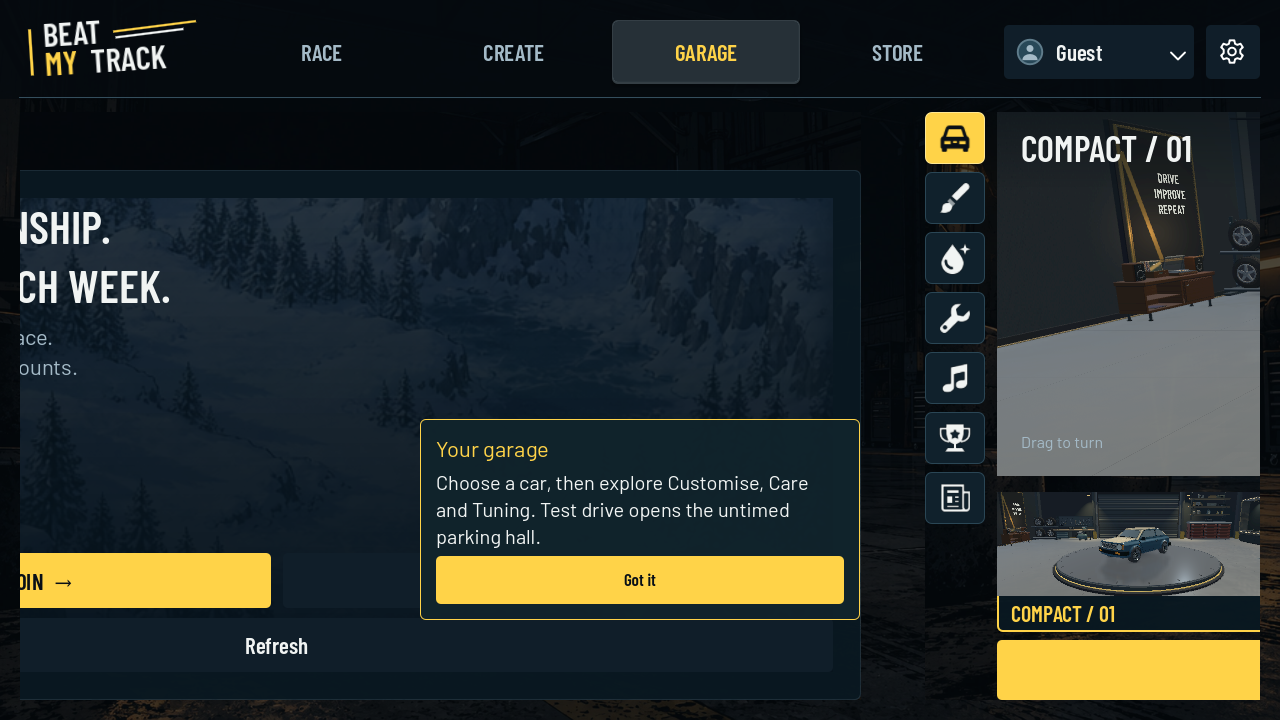 BEAT
MY TRACK
RACE
CREATE
GARAGE
STORE
Guest
NSHIP.
CH WEEK.
ace.
ounts.
OIN →
Refresh
Your garage
Choose a car, then explore Customise, Care
and Tuning. Test drive opens the untimed
parking hall.
Got it
COMPACT / 01
DRIVE
IMPROVE
REPEAT
Drag to turn
COMPACT / 01